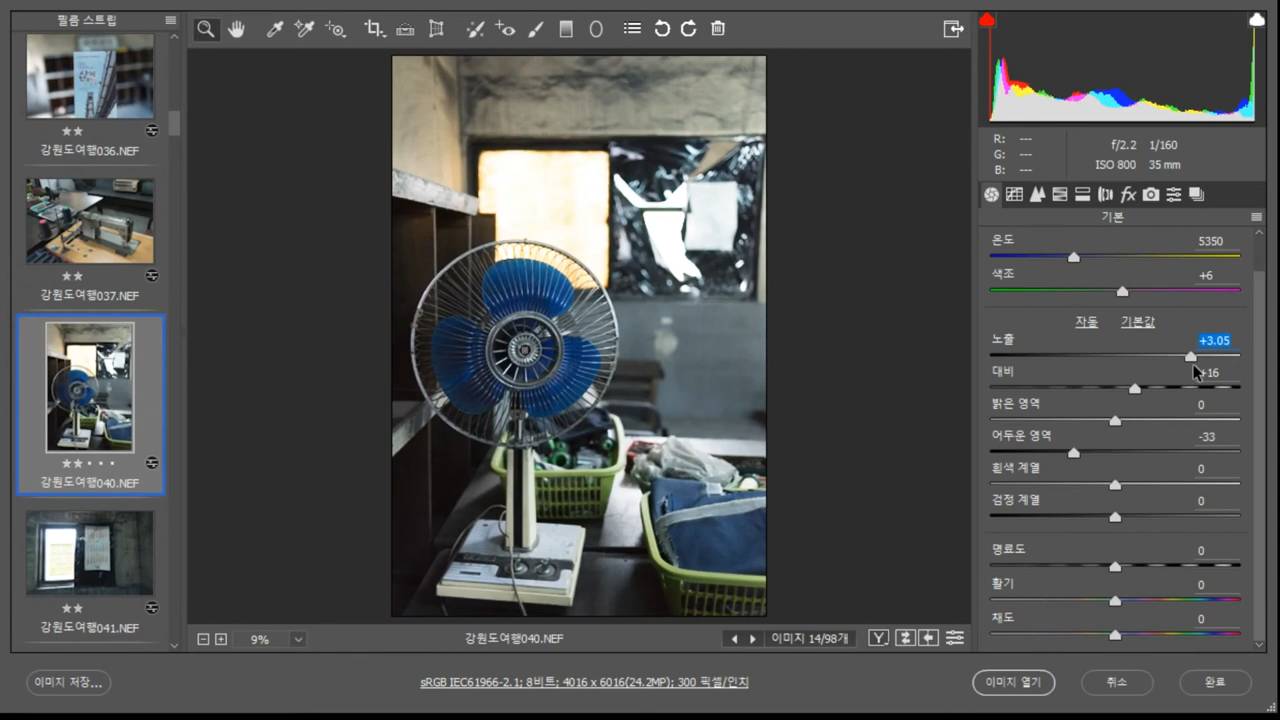 필름 스트립
강원도여행036.NEF
강원도여행037.NEF
강원도여행040.NEF
강원도여행041.NEF
9%
강원도여행040.NEF
이미지 14/98개
Y
R: ---
G: ---
B: ---
f/2.2 1/160
ISO 800 35 mm
fx
기본
온도 5350
색조 +6
자동 기본값
노출 +3.05
대비 +16
밝은 영역 0
어두운 영역 -33
흰색 계열 0
검정 계열 0
명료도 0
활기 0
채도 0
이미지 저장...
sRGB IEC61966-2.1; 8비트; 4016 x 6016(24.2MP); 300 픽셀/인치
이미지 열기
취소
완료